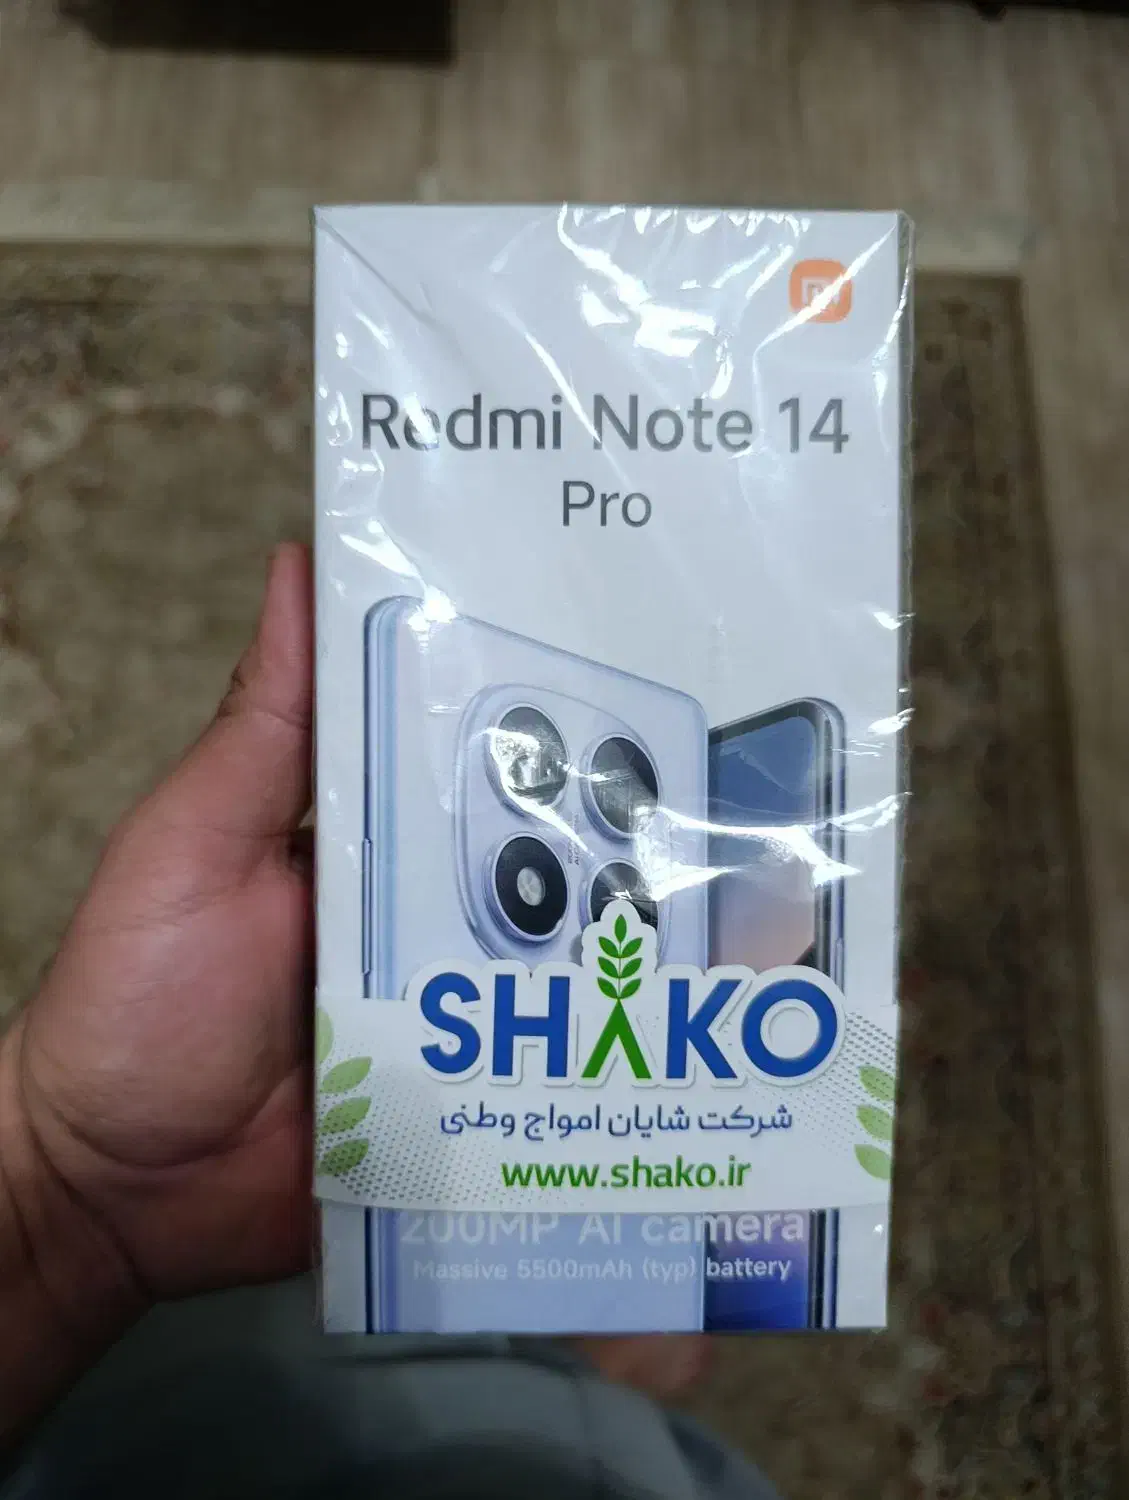 Redmi Note 14
Pro
SHAKO
شرکت شایان امواج وطنی
www.shako.ir
200MP AI camera
Massive 5500mAh (typ) battery